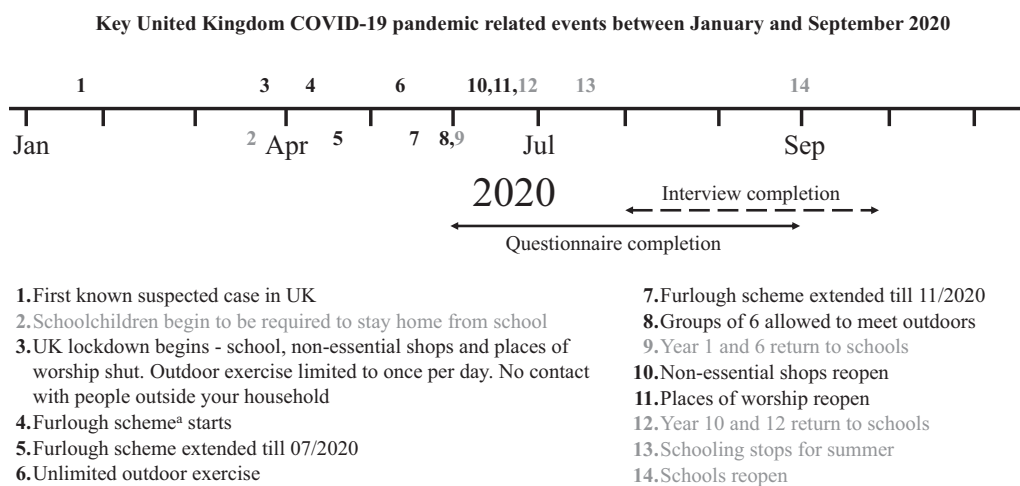 Key United Kingdom COVID-19 pandemic related events between January and September 2020
1 3 4 6 10,11,12 13 14
2 5 7 8,9
Jan Apr Jul Sep
2020
Interview completion
Questionnaire completion
1.First known suspected case in UK
2.Schoolchildren begin to be required to stay home from school
3.UK lockdown begins - school, non-essential shops and places of
worship shut. Outdoor exercise limited to once per day. No contact
with people outside your household
4.Furlough schemeᵃ starts
5.Furlough scheme extended till 07/2020
6.Unlimited outdoor exercise
7.Furlough scheme extended till 11/2020
8.Groups of 6 allowed to meet outdoors
9.Year 1 and 6 return to schools
10.Non-essential shops reopen
11.Places of worship reopen
12.Year 10 and 12 return to schools
13.Schooling stops for summer
14.Schools reopen